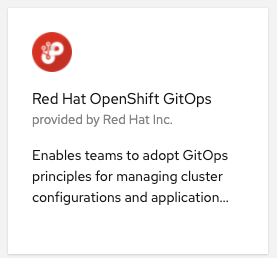 Red Hat OpenShift GitOps
provided by Red Hat Inc.
Enables teams to adopt GitOps
principles for managing cluster
configurations and application...